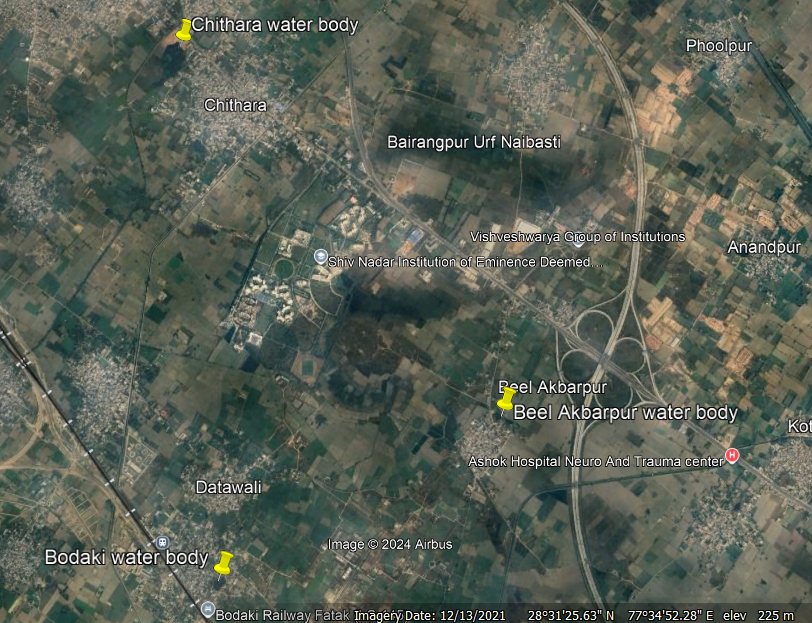 Chithara water body
Phoolpur
Chithara
Bairangpur Urf Naibasti
Vishveshwarya Group of Institutions
Anandpur
Shiv Nadar Institution of Eminence Deemed...
Beel Akbarpur
Beel Akbarpur water body
Kot
H
Ashok Hospital Neuro And Trauma center
Datawali
Image © 2024 Airbus
Bodaki water body
Bodaki Railway Fatak
Imagery Date: 12/13/2021 28°31'25.63" N 77°34'52.28" E elev 225 m